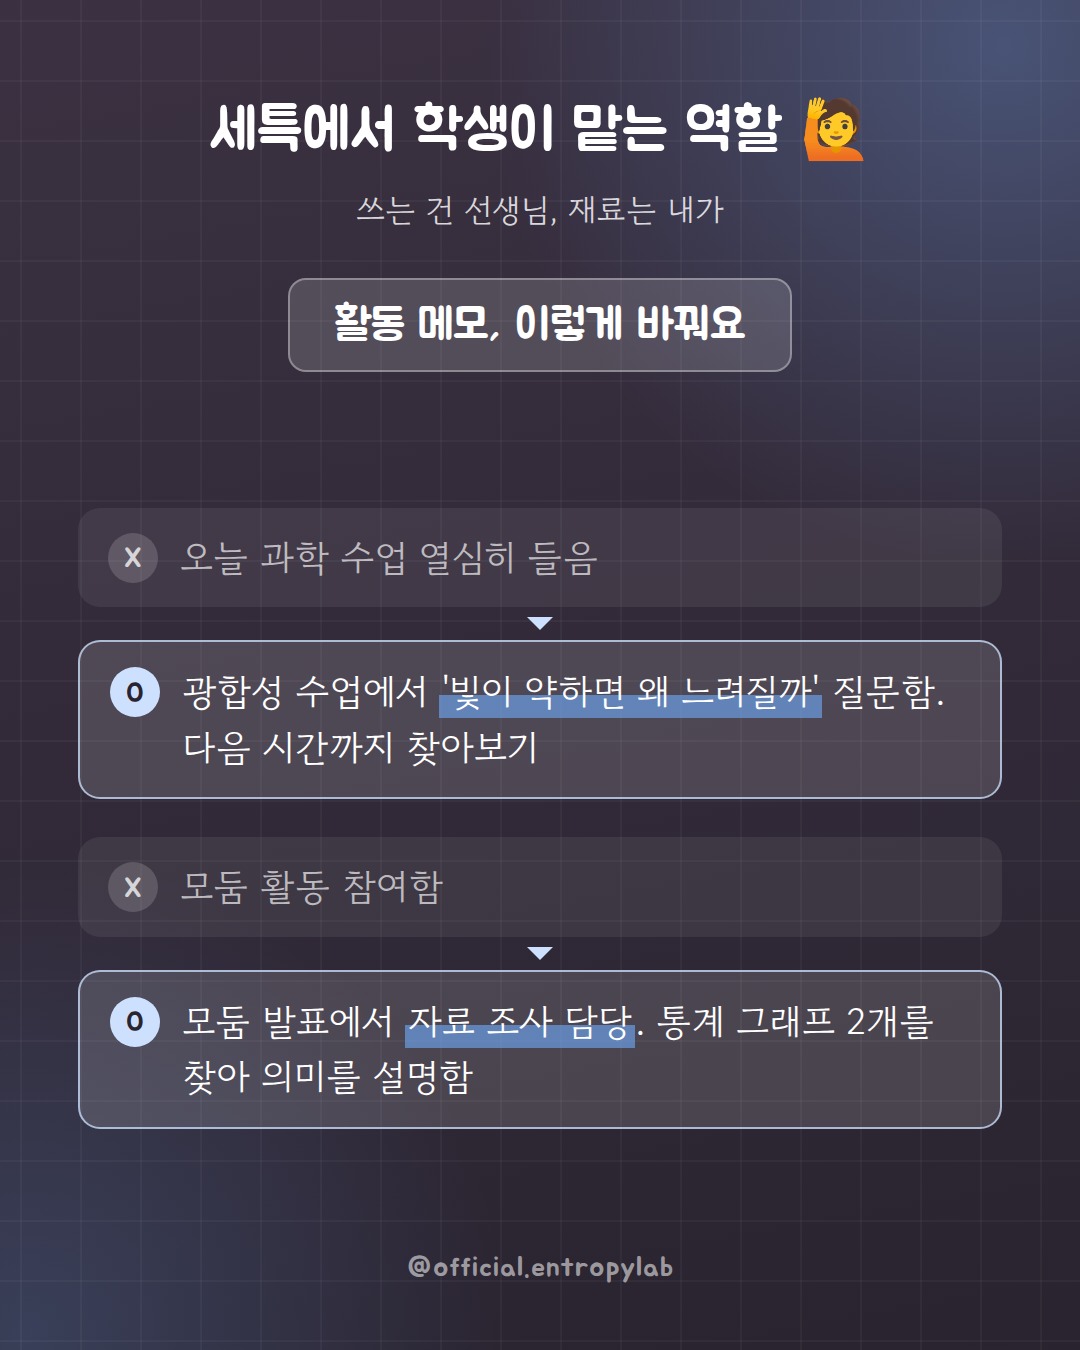 세특에서 학생이 맡는 역할 🙋
쓰는 건 선생님, 재료는 내가
활동 메모, 이렇게 바꿔요
X 오늘 과학 수업 열심히 들음
O 광합성 수업에서 '빛이 약하면 왜 느려질까' 질문함.
다음 시간까지 찾아보기
X 모둠 활동 참여함
O 모둠 발표에서 자료 조사 담당. 통계 그래프 2개를
찾아 의미를 설명함
@official.entropylab